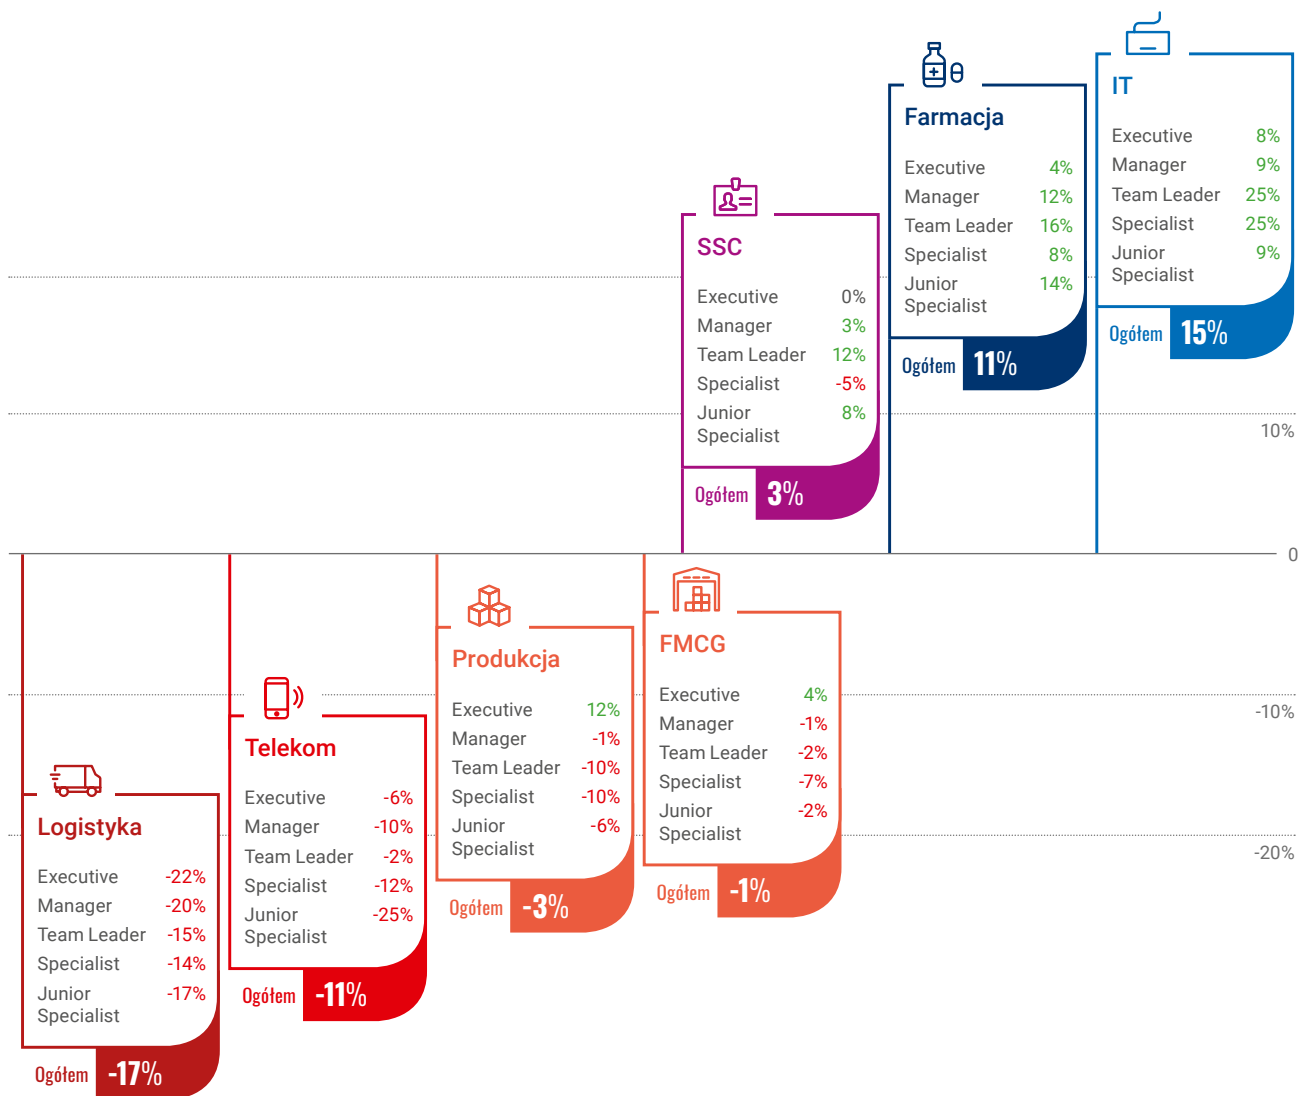 IT
Executive 8%
Manager 9%
Team Leader 25%
Specialist 25%
Junior 9%
Specialist
Ogółem 15%
Farmacja
Executive 4%
Manager 12%
Team Leader 16%
Specialist 8%
Junior 14%
Specialist
Ogółem 11%
SSC
Executive 0%
Manager 3%
Team Leader 12%
Specialist -5%
Junior 8%
Specialist
Ogółem 3%
10%
0
-10%
-20%
FMCG
Executive 4%
Manager -1%
Team Leader -2%
Specialist -7%
Junior -2%
Specialist
Ogółem -1%
Produkcja
Executive 12%
Manager -1%
Team Leader -10%
Specialist -10%
Junior -6%
Specialist
Ogółem -3%
Telekom
Executive -6%
Manager -10%
Team Leader -2%
Specialist -12%
Junior -25%
Specialist
Ogółem -11%
Logistyka
Executive -22%
Manager -20%
Team Leader -15%
Specialist -14%
Junior -17%
Specialist
Ogółem -17%